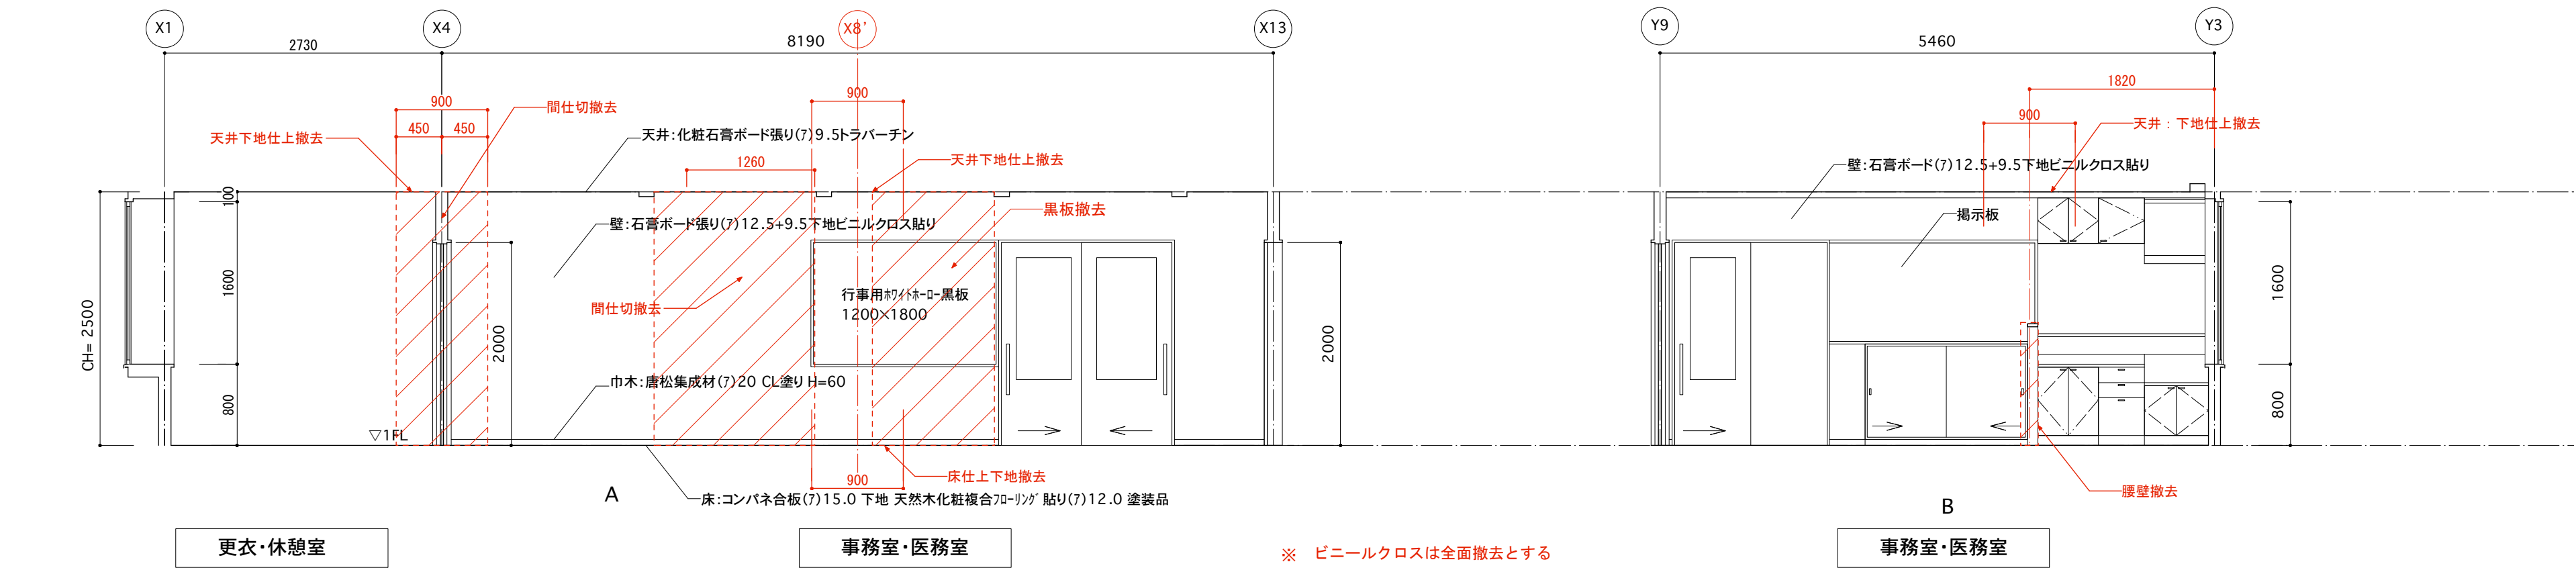 X1
X4
X8'
X13
Y9
Y3
2730
8190
5460
900
450
450
間仕切撤去
天井下地仕上撤去
天井:化粧石膏ボード張り(ｱ)9.5トラバーチン
900
1260
天井下地仕上撤去
黒板撤去
1820
900
天井：下地仕上撤去
壁:石膏ボード(ｱ)12.5+9.5下地ビニルクロス貼り
掲示板
壁:石膏ボード張り(ｱ)12.5+9.5下地ビニルクロス貼り
100
1600
800
CH= 2500
2000
間仕切撤去
行事用ﾎﾜｲﾄﾎｰﾛｰ黒板
1200×1800
2000
1600
800
巾木:唐松集成材(ｱ)20 CL塗り H=60
▽1FL
900
床仕上下地撤去
床:コンパネ合板(ｱ)15.0 下地 天然木化粧複合ﾌﾛｰﾘﾝｸﾞ 貼り(ｱ)12.0 塗装品
腰壁撤去
A
B
更衣・休憩室
事務室・医務室
※　ビニールクロスは全面撤去とする
事務室・医務室